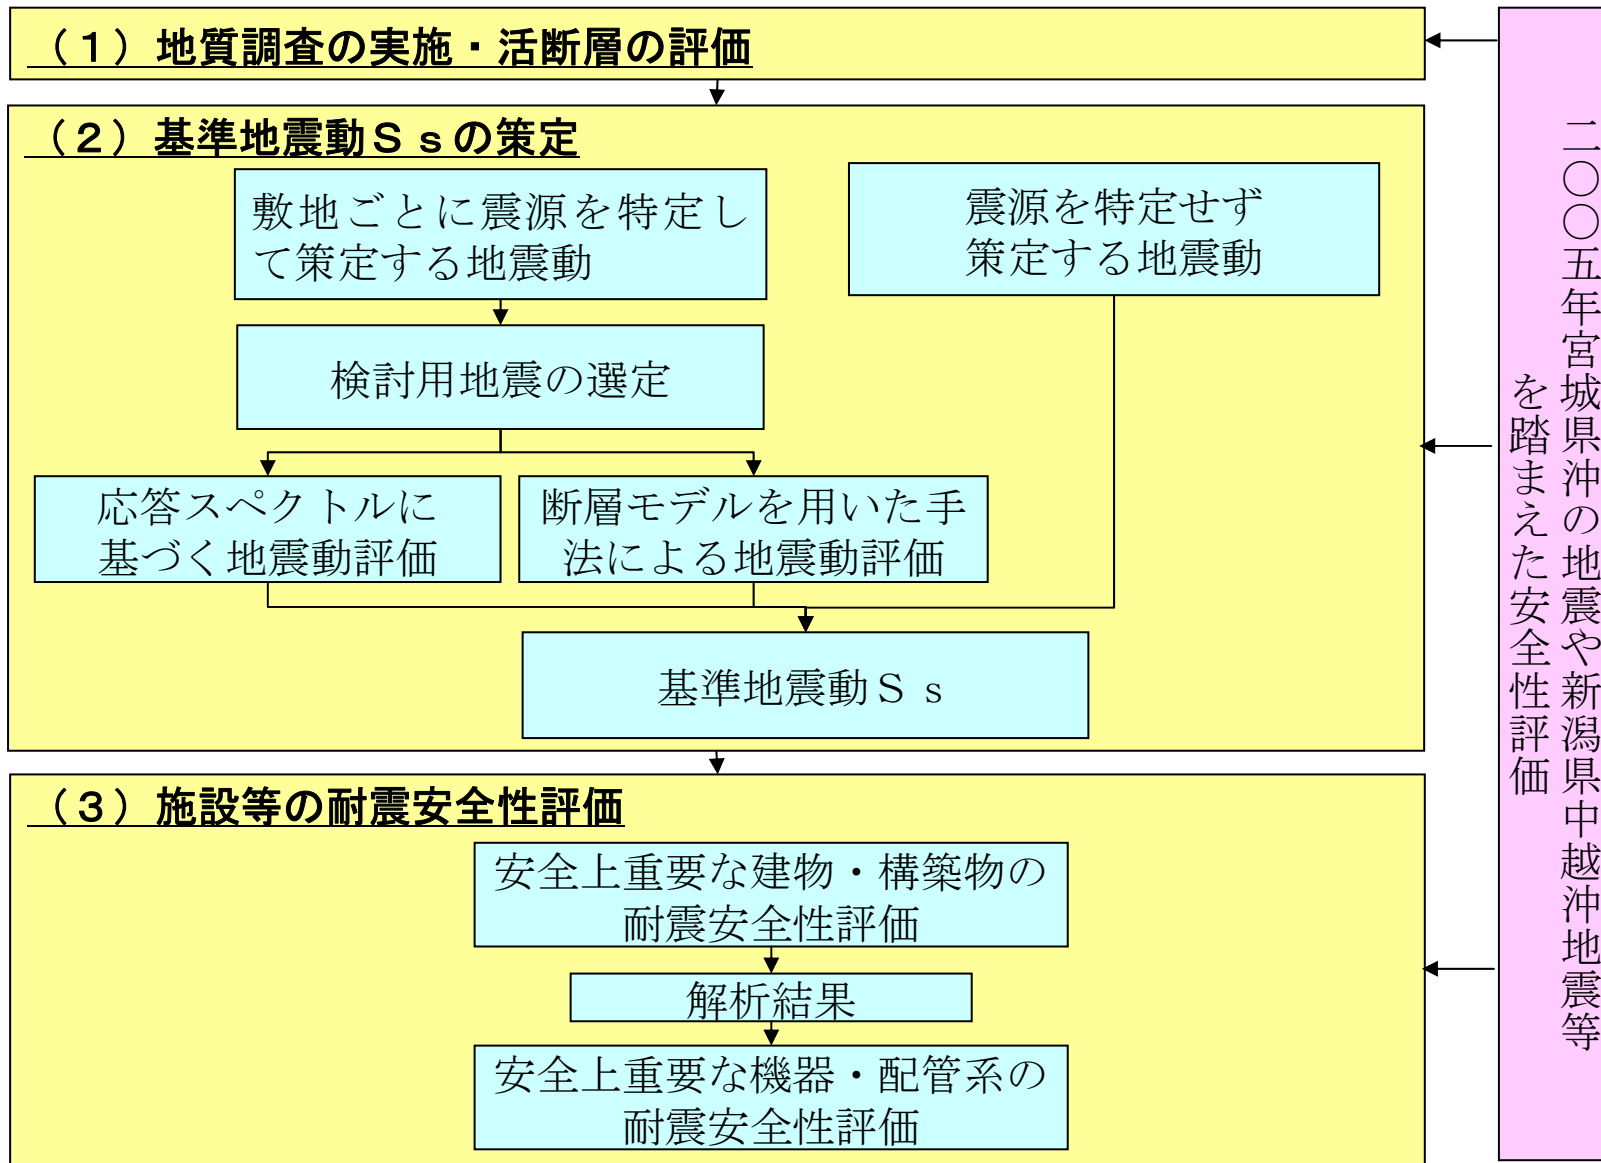 （１）地質調査の実施・活断層の評価
（２）基準地震動Ｓｓの策定
敷地ごとに震源を特定し
て策定する地震動
震源を特定せず
策定する地震動
検討用地震の選定
応答スペクトルに
基づく地震動評価
断層モデルを用いた手
法による地震動評価
基準地震動Ｓｓ
（３）施設等の耐震安全性評価
安全上重要な建物・構築物の
耐震安全性評価
解析結果
安全上重要な機器・配管系の
耐震安全性評価
二〇〇五年宮城県沖の地震や新潟県中越沖地震等
を踏まえた安全性評価